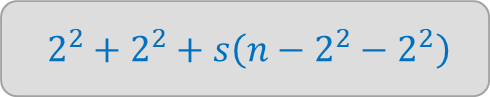 2² + 2² + s(n − 2² − 2²)